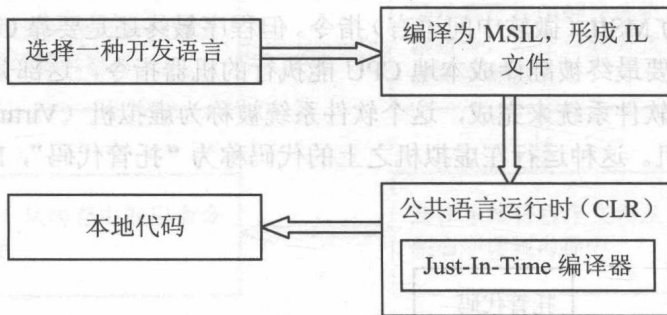 选择一种开发语言
编译为 MSIL，形成 IL
文件
本地代码
公共语言运行时（CLR）
Just-In-Time 编译器